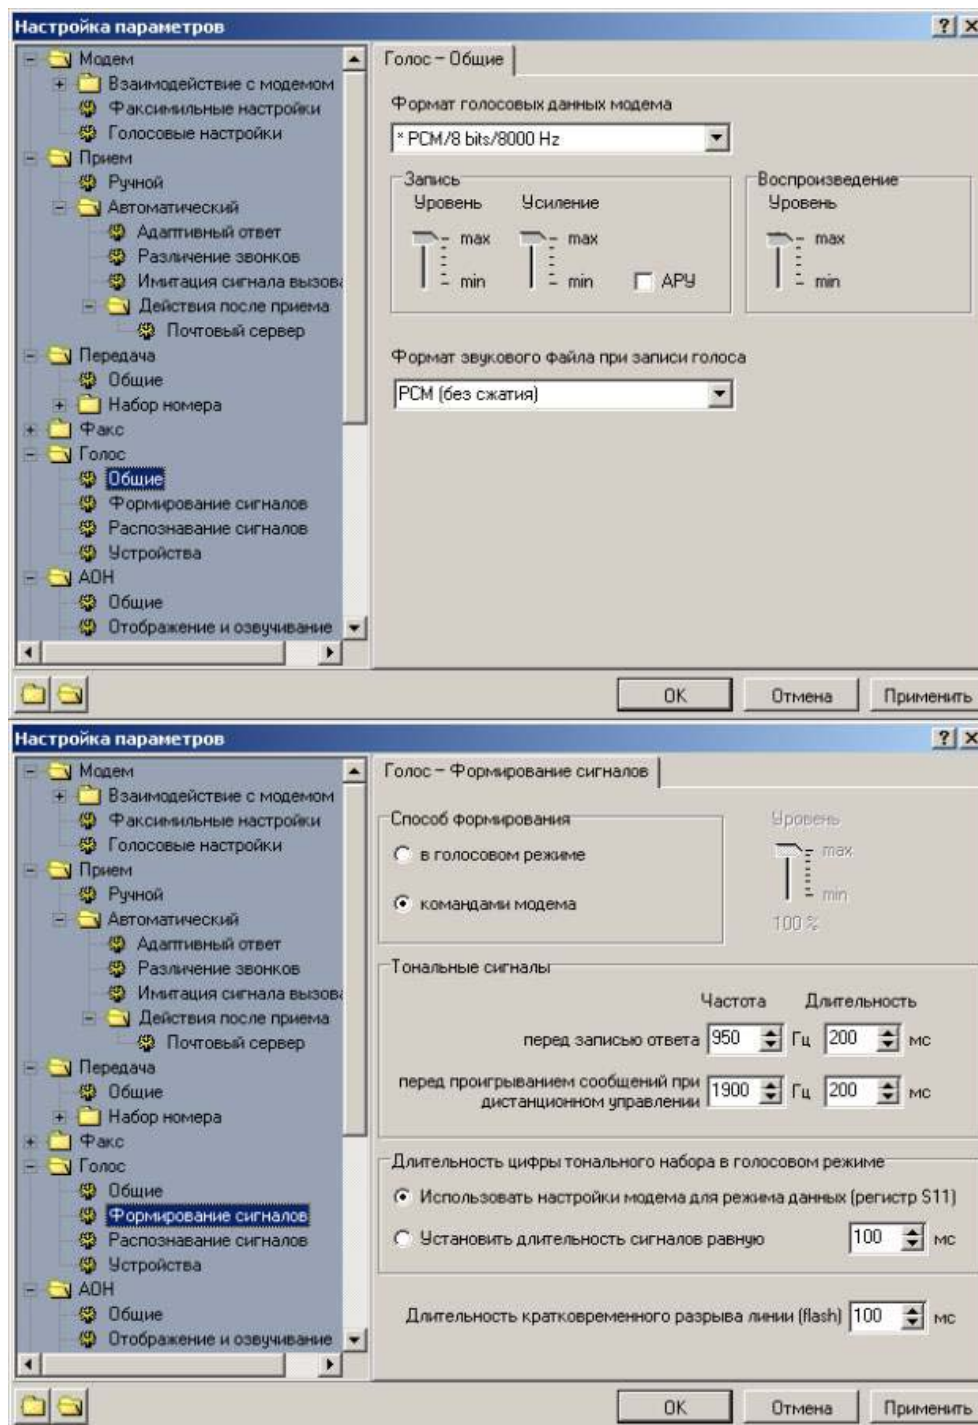 Настройка параметров
Модем
Взаимодействие с модемом
Факсимильные настройки
Голосовые настройки
Прием
Ручной
Автоматический
Адаптивный ответ
Различение звонков
Имитация сигнала вызова
Действия после приема
Почтовый сервер
Передача
Общие
Набор номера
Факс
Голос
Общие
Формирование сигналов
Распознавание сигналов
Устройства
АОН
Общие
Отображение и озвучивание
Голос – Общие
Формат голосовых данных модема
* PCM/8 bits/8000 Hz
Запись
Уровень Усиление
max max
min min
АРУ
Воспроизведение
Уровень
max
min
Формат звукового файла при записи голоса
PCM (без сжатия)
OK Отмена Применить
Настройка параметров
Модем
Взаимодействие с модемом
Факсимильные настройки
Голосовые настройки
Прием
Ручной
Автоматический
Адаптивный ответ
Различение звонков
Имитация сигнала вызова
Действия после приема
Почтовый сервер
Передача
Общие
Набор номера
Факс
Голос
Общие
Формирование сигналов
Распознавание сигналов
Устройства
АОН
Общие
Отображение и озвучивание
Голос – Формирование сигналов
Способ формирования
в голосовом режиме
командами модема
Уровень
max
min
100 %
Тональные сигналы
Частота Длительность
перед записью ответа 950 Гц 200 мс
перед проигрыванием сообщений при
дистанционном управлении 1900 Гц 200 мс
Длительность цифры тонального набора в голосовом режиме
Использовать настройки модема для режима данных (регистр S11)
Установить длительность сигналов равную 100 мс
Длительность кратковременного разрыва линии (flash) 100 мс
OK Отмена Применить